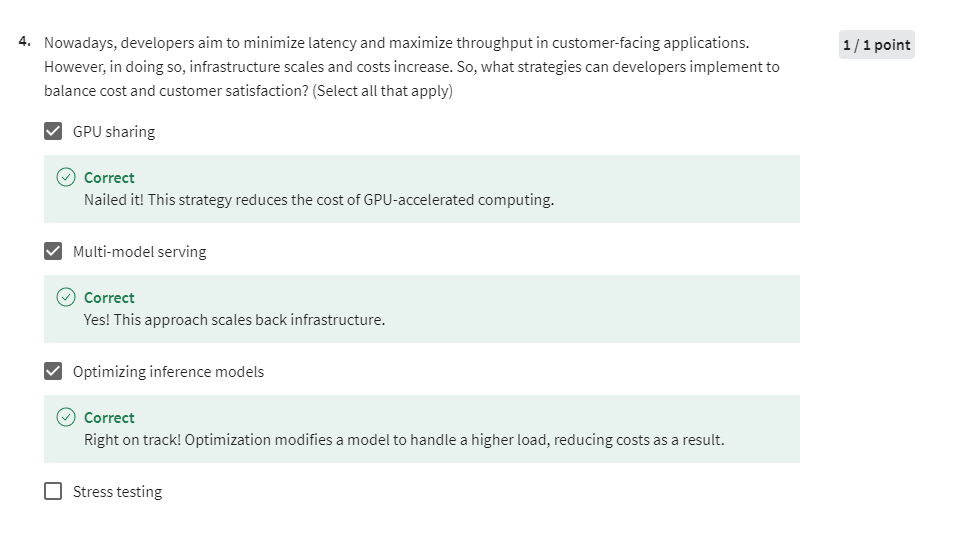 4. Nowadays, developers aim to minimize latency and maximize throughput in customer-facing applications.
However, in doing so, infrastructure scales and costs increase. So, what strategies can developers implement to
balance cost and customer satisfaction? (Select all that apply)
1 / 1 point
GPU sharing
Correct
Nailed it! This strategy reduces the cost of GPU-accelerated computing.
Multi-model serving
Correct
Yes! This approach scales back infrastructure.
Optimizing inference models
Correct
Right on track! Optimization modifies a model to handle a higher load, reducing costs as a result.
Stress testing